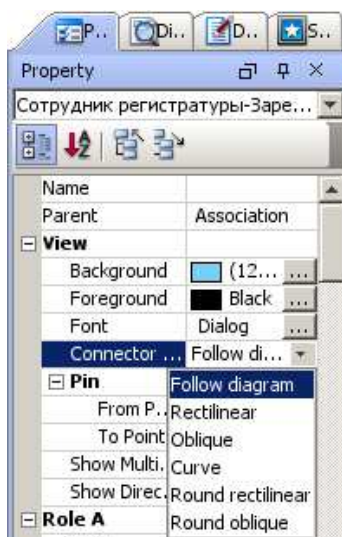 P.. Di.. D.. S..
Property
Сотрудник регистратуры-Заре...
Name
Parent Association
View
Background (12... ...
Foreground Black ...
Font Dialog ...
Connector ... Follow di...
Pin Follow diagram
From P.. Rectilinear
To Point Oblique
Show Multi. Curve
Show Direc. Round rectilinear
Role A Round oblique